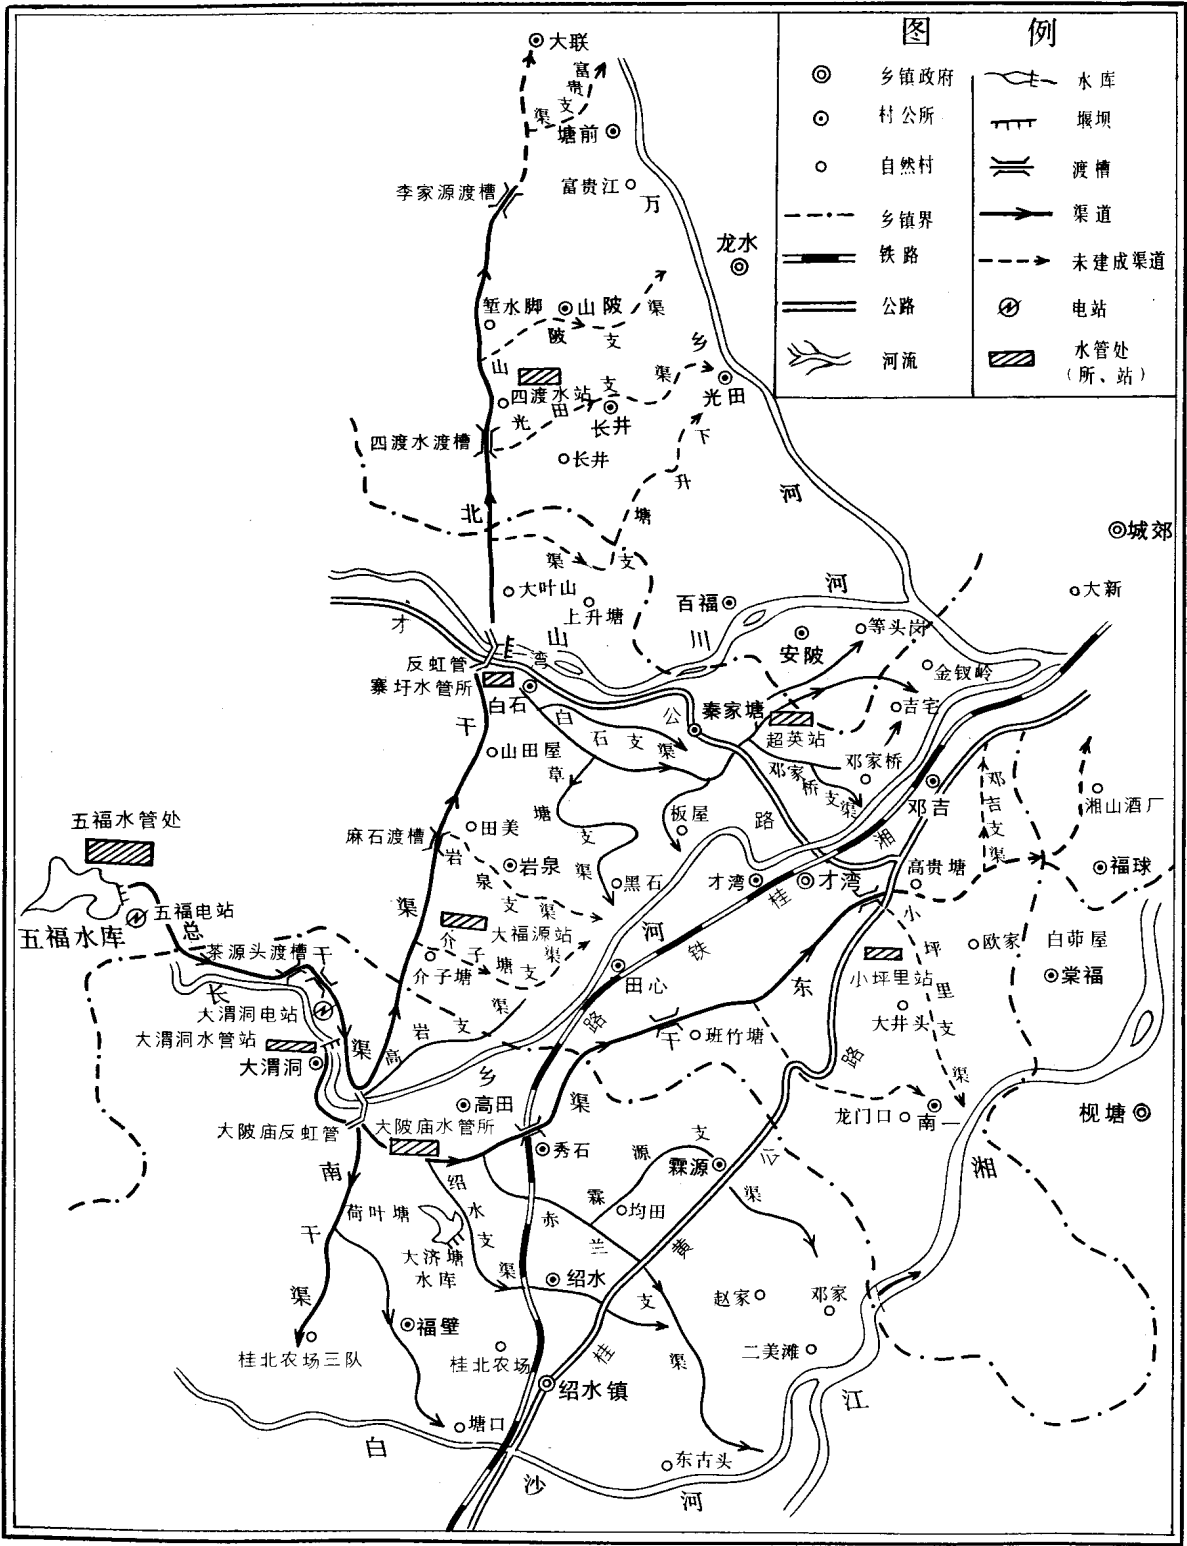 图例
乡镇政府
村公所
自然村
乡镇界
铁路
公路
河流
水库
堰坝
渡槽
渠道
未建成渠道
电站
水管处
(所、站)
大联
富贵支渠
塘前
富贵江
李家源渡槽
万乡河
龙水
堑水脚
山陂
山陂支渠
四渡水站
光田支渠
光田
长井
长井
四渡水渡槽
升下
塘
支渠
北干渠
城郊
大新
大叶山
上升塘
百福
才湾
山川河
等头岗
安陂
金钗岭
反虹管
寨圩水管所
白石
白石支渠
公路
秦家塘
超英站
吉宅
山田屋
邓家桥
邓家桥支渠
邓吉
邓吉支渠
湘山酒厂
草塘支渠
板屋
五福水管处
麻石渡槽
田美
岩泉
岩泉支渠
黑石
才湾
才湾
湘桂铁路
高贵塘
福球
五福电站
五福水库
总干渠
茶源头渡槽
大福源站
介子塘
介子塘支渠
田心
小坪里支渠
小坪里站
欧家
白茆屋
棠福
大井头
长乡河
大渭洞电站
大渭洞水管站
大渭洞
高岩支渠
班竹塘
东干渠
高田
龙门口
南一
枧塘
大陂庙反虹管
大陂庙水管所
秀石
霖源支渠
霖源
南干渠
荷叶塘
绍水支渠
均田
赤兰支渠
桂黄公路
大济塘
水库
绍水
赵家
邓家
湘江
福壁
二美滩
桂北农场三队
桂北农场
绍水镇
塘口
东古头
白沙河